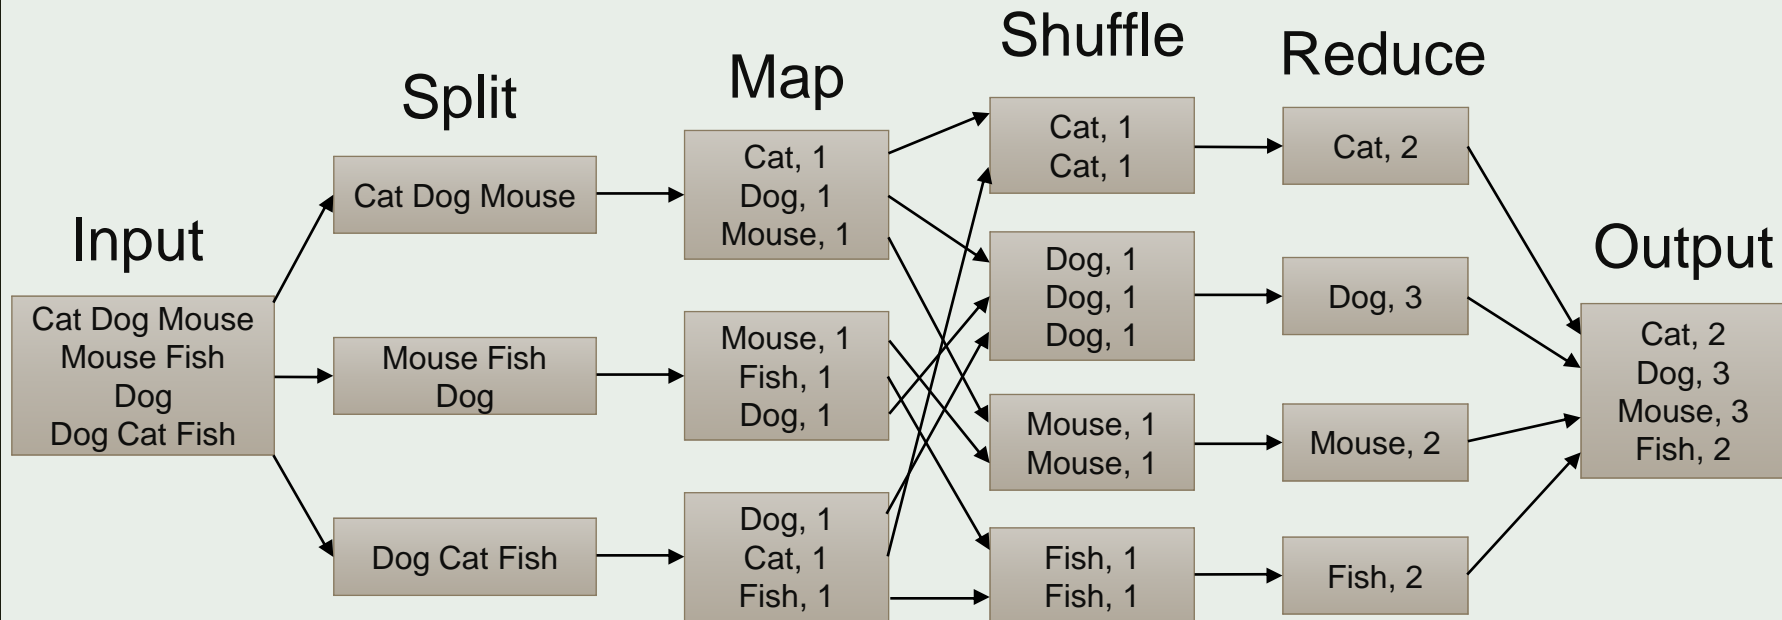 Input
Cat Dog Mouse
Mouse Fish
Dog
Dog Cat Fish
Split
Cat Dog Mouse
Mouse Fish
Dog
Dog Cat Fish
Map
Cat, 1
Dog, 1
Mouse, 1
Mouse, 1
Fish, 1
Dog, 1
Dog, 1
Cat, 1
Fish, 1
Shuffle
Cat, 1
Cat, 1
Dog, 1
Dog, 1
Dog, 1
Mouse, 1
Mouse, 1
Fish, 1
Fish, 1
Reduce
Cat, 2
Dog, 3
Mouse, 2
Fish, 2
Output
Cat, 2
Dog, 3
Mouse, 3
Fish, 2